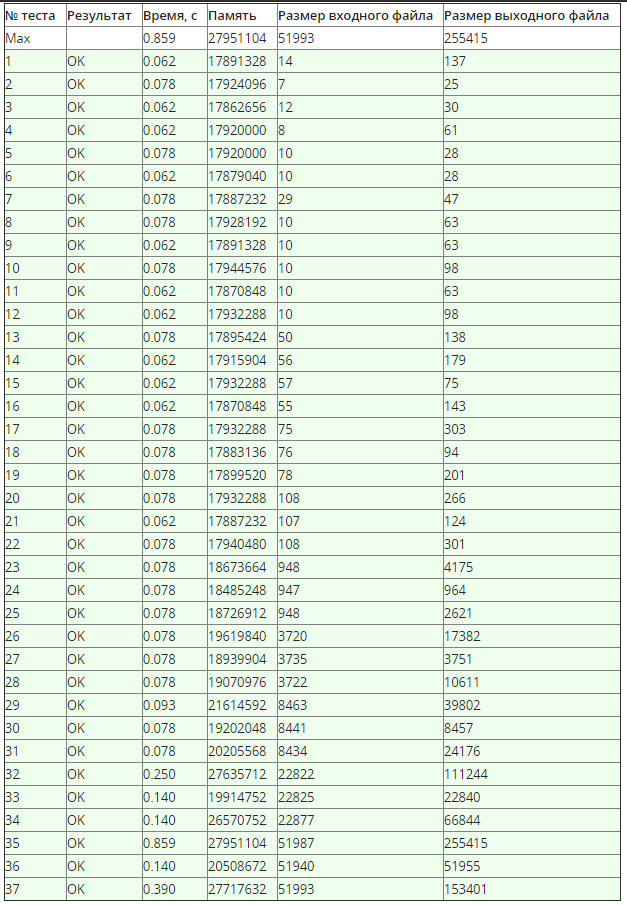 № теста Результат Время, с Память Размер входного файла Размер выходного файла
Max 0.859 27951104 51993 255415
1 OK 0.062 17891328 14 137
2 OK 0.078 17924096 7 25
3 OK 0.062 17862656 12 30
4 OK 0.062 17920000 8 61
5 OK 0.078 17920000 10 28
6 OK 0.062 17879040 10 28
7 OK 0.078 17887232 29 47
8 OK 0.078 17928192 10 63
9 OK 0.062 17891328 10 63
10 OK 0.078 17944576 10 98
11 OK 0.062 17870848 10 63
12 OK 0.062 17932288 10 98
13 OK 0.078 17895424 50 138
14 OK 0.062 17915904 56 179
15 OK 0.062 17932288 57 75
16 OK 0.062 17870848 55 143
17 OK 0.078 17932288 75 303
18 OK 0.078 17883136 76 94
19 OK 0.078 17899520 78 201
20 OK 0.078 17932288 108 266
21 OK 0.062 17887232 107 124
22 OK 0.078 17940480 108 301
23 OK 0.078 18673664 948 4175
24 OK 0.078 18485248 947 964
25 OK 0.078 18726912 948 2621
26 OK 0.078 19619840 3720 17382
27 OK 0.078 18939904 3735 3751
28 OK 0.078 19070976 3722 10611
29 OK 0.093 21614592 8463 39802
30 OK 0.078 19202048 8441 8457
31 OK 0.078 20205568 8434 24176
32 OK 0.250 27635712 22822 111244
33 OK 0.140 19914752 22825 22840
34 OK 0.140 26570752 22877 66844
35 OK 0.859 27951104 51987 255415
36 OK 0.140 20508672 51940 51955
37 OK 0.390 27717632 51993 153401